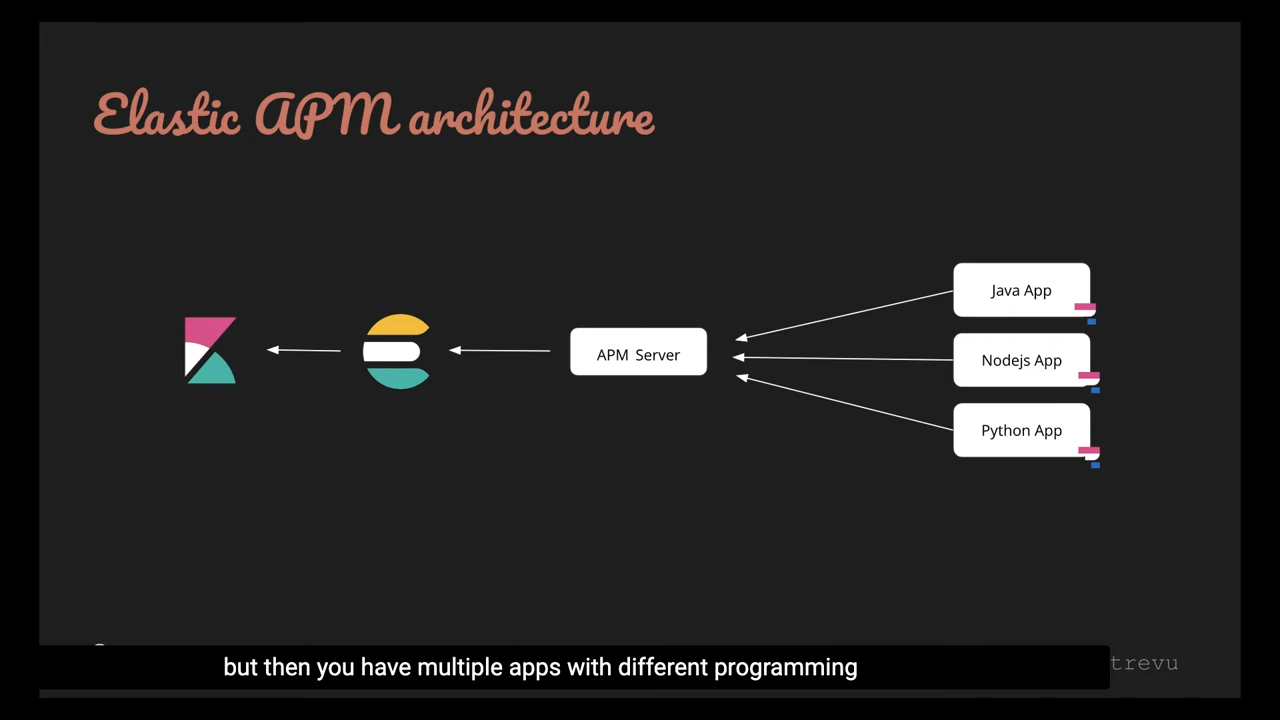 Elastic APM architecture
Java App
APM Server
Nodejs App
Python App
but then you have multiple apps with different programming
trevu